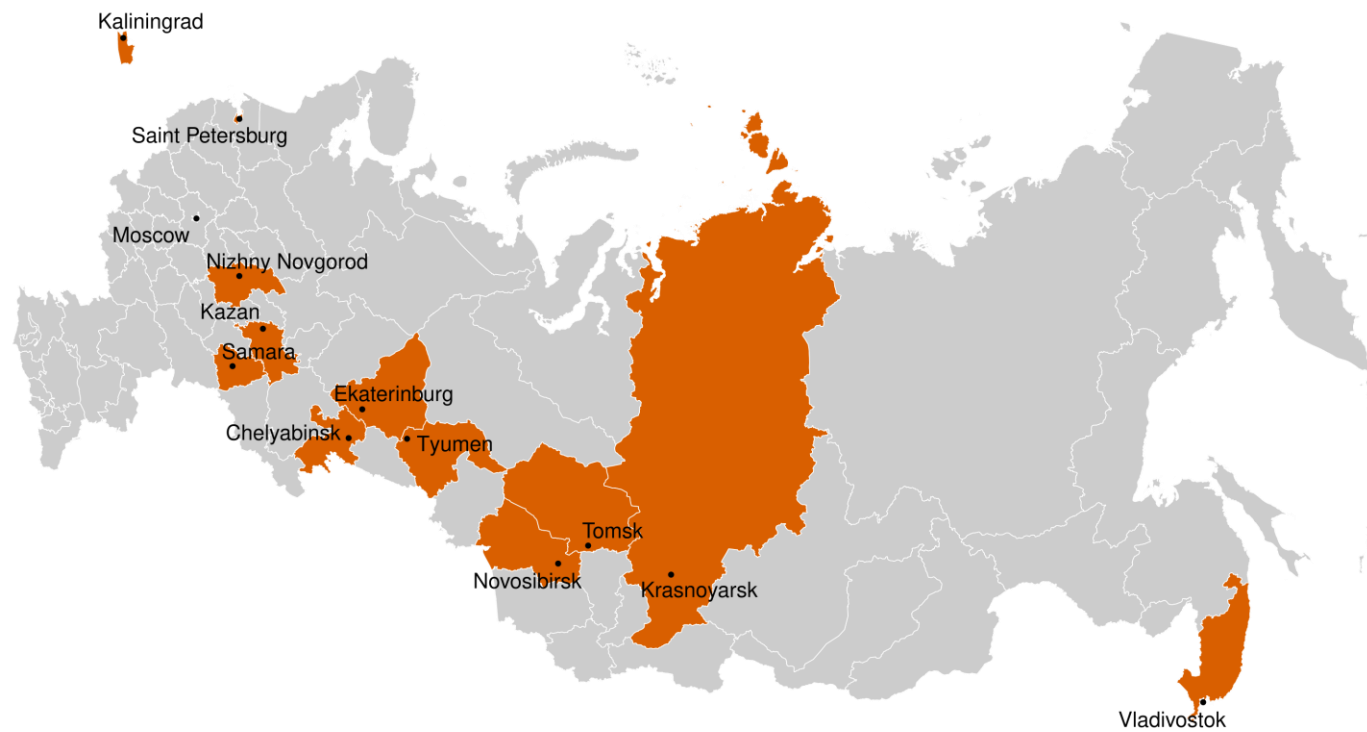 Kaliningrad
Saint Petersburg
Moscow
Nizhny Novgorod
Kazan
Samara
Ekaterinburg
Chelyabinsk
Tyumen
Tomsk
Novosibirsk
Krasnoyarsk
Vladivostok